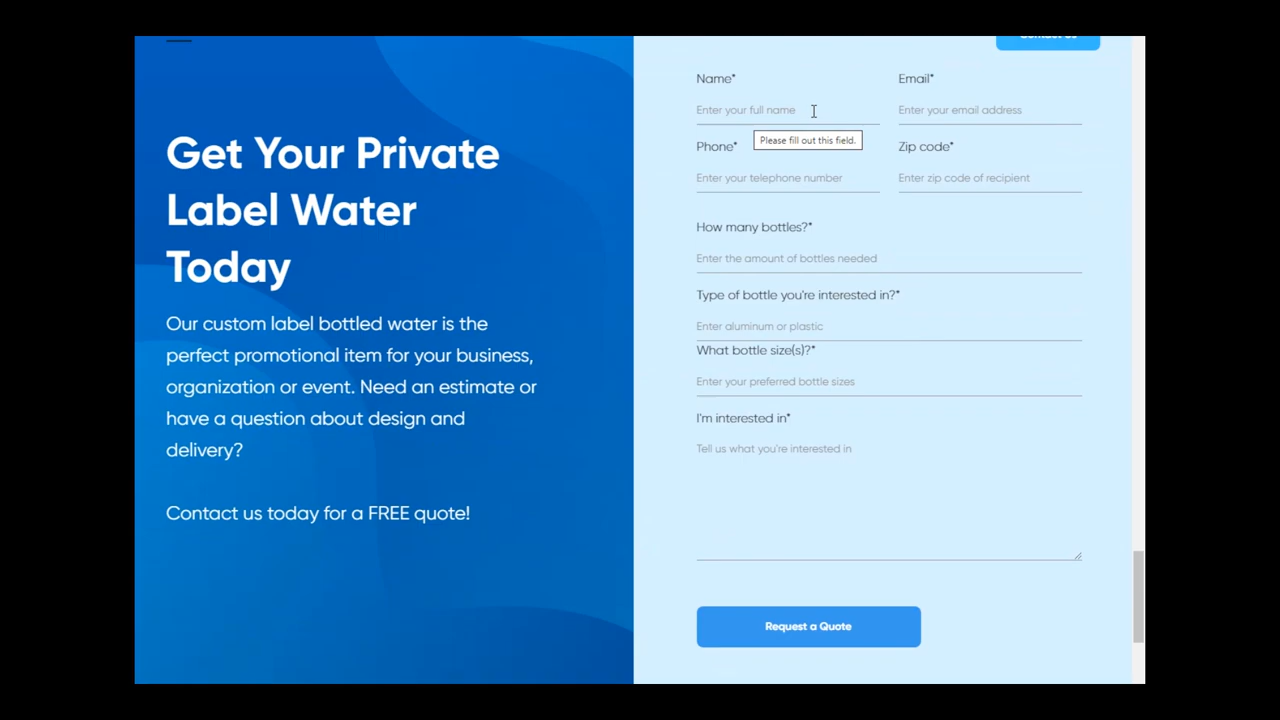 Contact Us
Get Your Private
Label Water
Today
Our custom label bottled water is the
perfect promotional item for your business,
organization or event. Need an estimate or
have a question about design and
delivery?
Contact us today for a FREE quote!
Name*
Enter your full name
Email*
Enter your email address
Please fill out this field.
Phone*
Enter your telephone number
Zip code*
Enter zip code of recipient
How many bottles?*
Enter the amount of bottles needed
Type of bottle you're interested in?*
Enter aluminum or plastic
What bottle size(s)?*
Enter your preferred bottle sizes
I'm interested in*
Tell us what you're interested in
Request a Quote